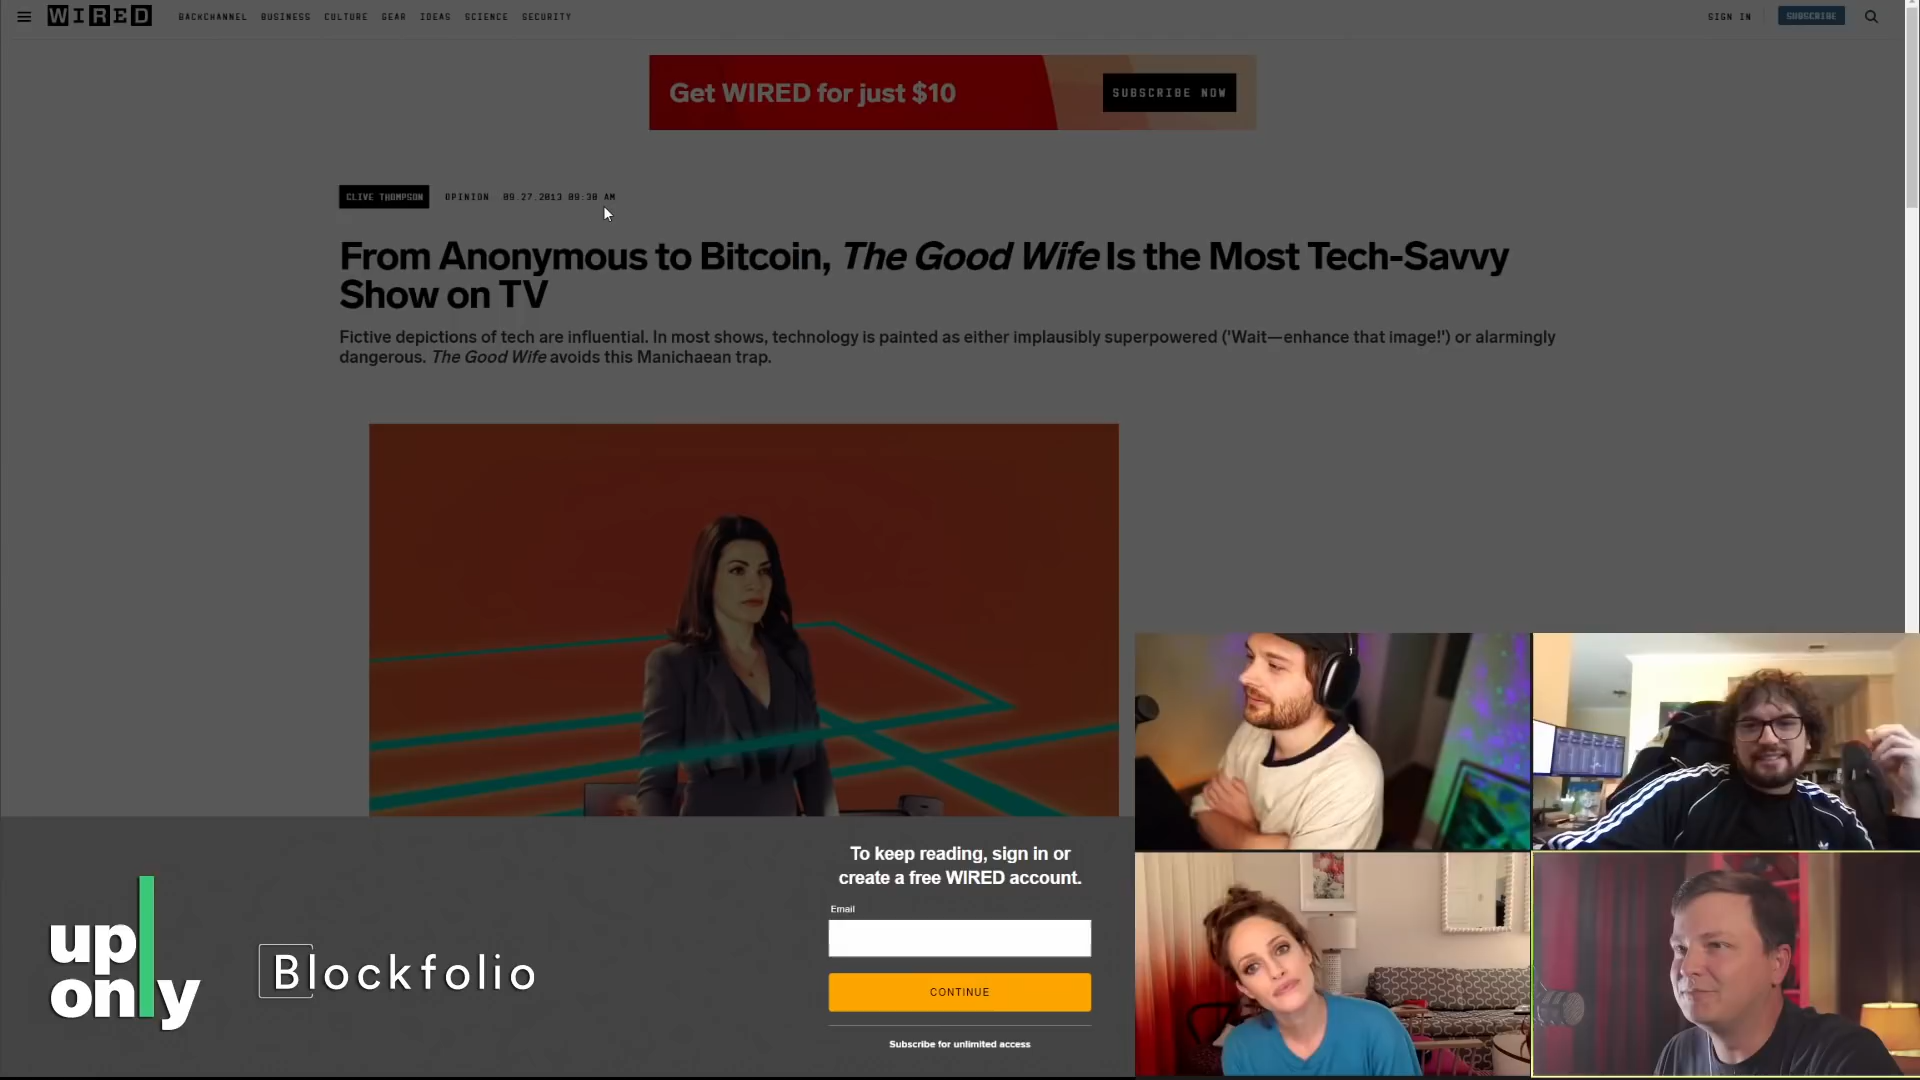 WIRED
BACKCHANNEL BUSINESS CULTURE GEAR IDEAS SCIENCE SECURITY
SIGN IN
SUBSCRIBE
Get WIRED for just $10
SUBSCRIBE NOW
CLIVE THOMPSON OPINION 09.27.2013 09:30 AM
From Anonymous to Bitcoin, The Good Wife Is the Most Tech-Savvy
Show on TV
Fictive depictions of tech are influential. In most shows, technology is painted as either implausibly superpowered ('Wait—enhance that image!') or alarmingly
dangerous. The Good Wife avoids this Manichaean trap.
To keep reading, sign in or
create a free WIRED account.
Email
CONTINUE
Subscribe for unlimited access
up
only
Blockfolio